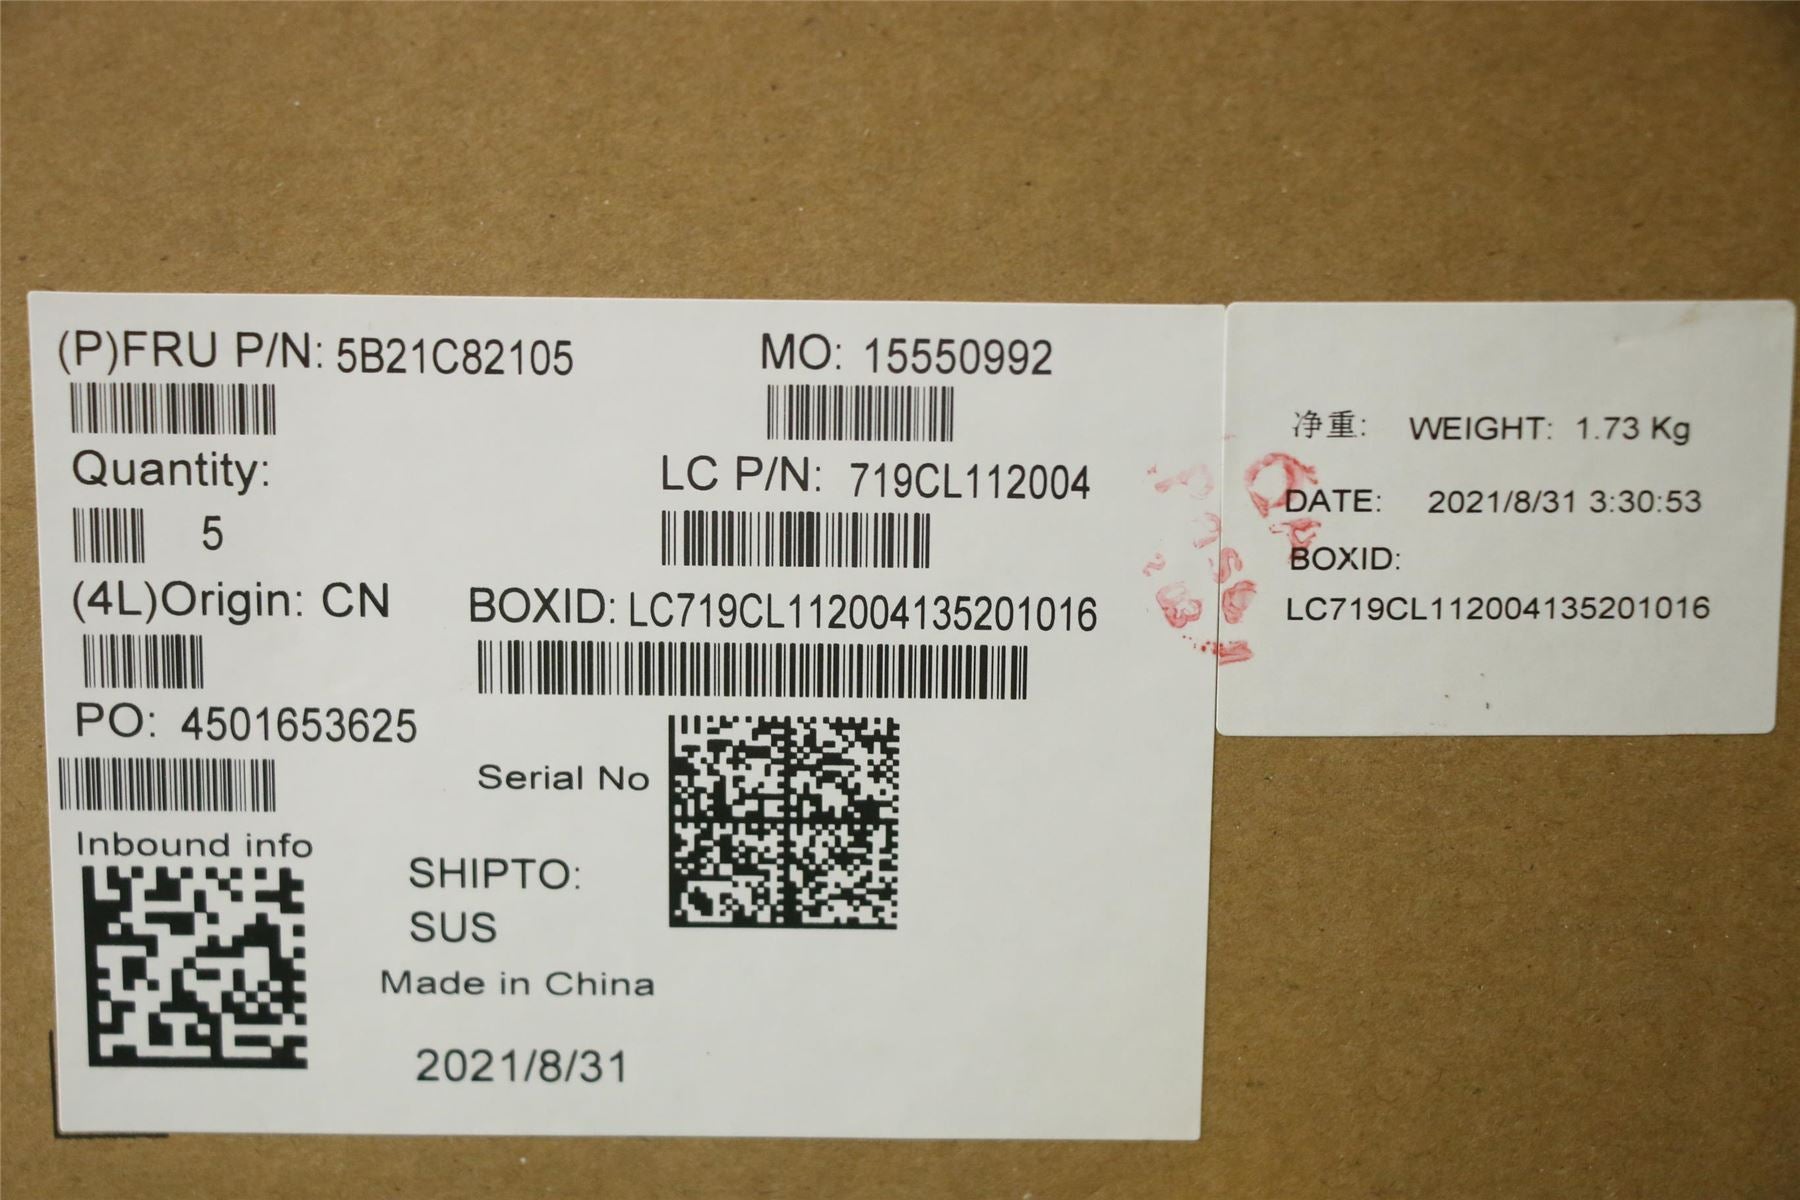 (P)FRU P/N: 5B21C82105
MO: 15550992
Quantity:
5
LC P/N: 719CL112004
(4L)Origin: CN
BOXID: LC719CL112004135201016
PO: 4501653625
Serial No
Inbound info
SHIPTO:
SUS
Made in China
2021/8/31
净重: WEIGHT: 1.73 Kg
DATE: 2021/8/31 3:30:53
BOXID:
LC719CL112004135201016